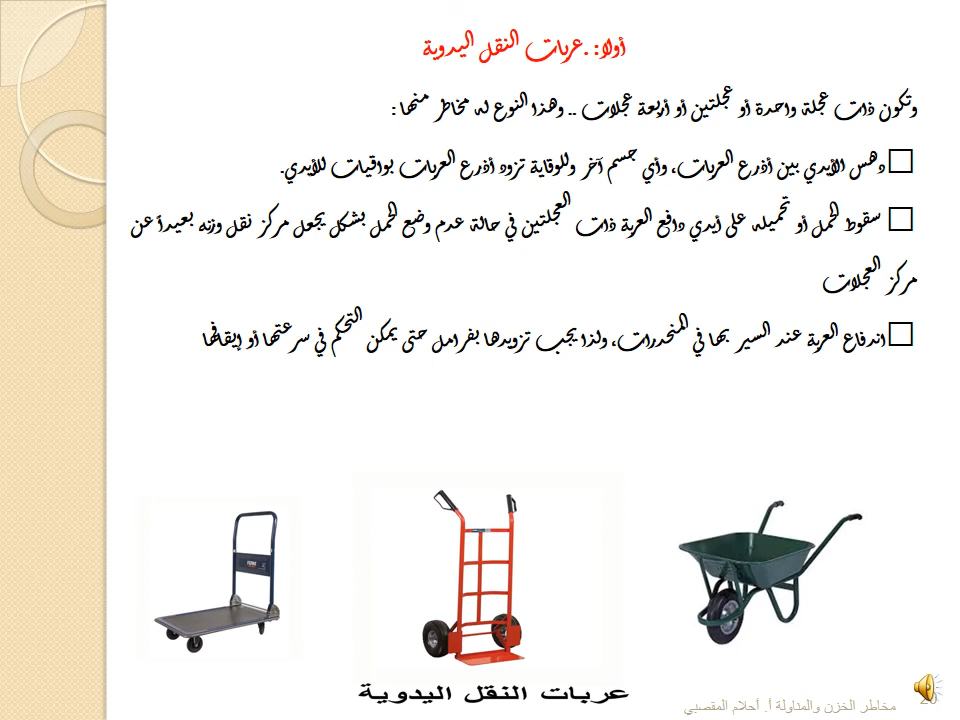 أولا: .عربات النقل اليدوية
وتكون ذات عجلة واحدة أو عجلتين أو أربعة عجلات .. وهذا النوع له مخاطر منها :
□دهس الأيدي بين أذرع العربات، وأي جسم آخر وللوقاية تزود أذرع العربات بواقيات للأيدي.
□ سقوط الحمل أو تحميله على أيدي دافع العربة ذات العجلتين في حالة عدم وضع الحمل بشكل يجعل مركز نقل وزنه بعيداً عن
مركز العجلات
□اندفاع العربة عند السير بها في المنحدرات، ولذا يجب تزويدها بفرامل حتى يمكن التحكم في سرعتها أو إيقافها
عربات النقل اليدوية
مخاطر الخزن والمناولة أ. أحلام المقصبي